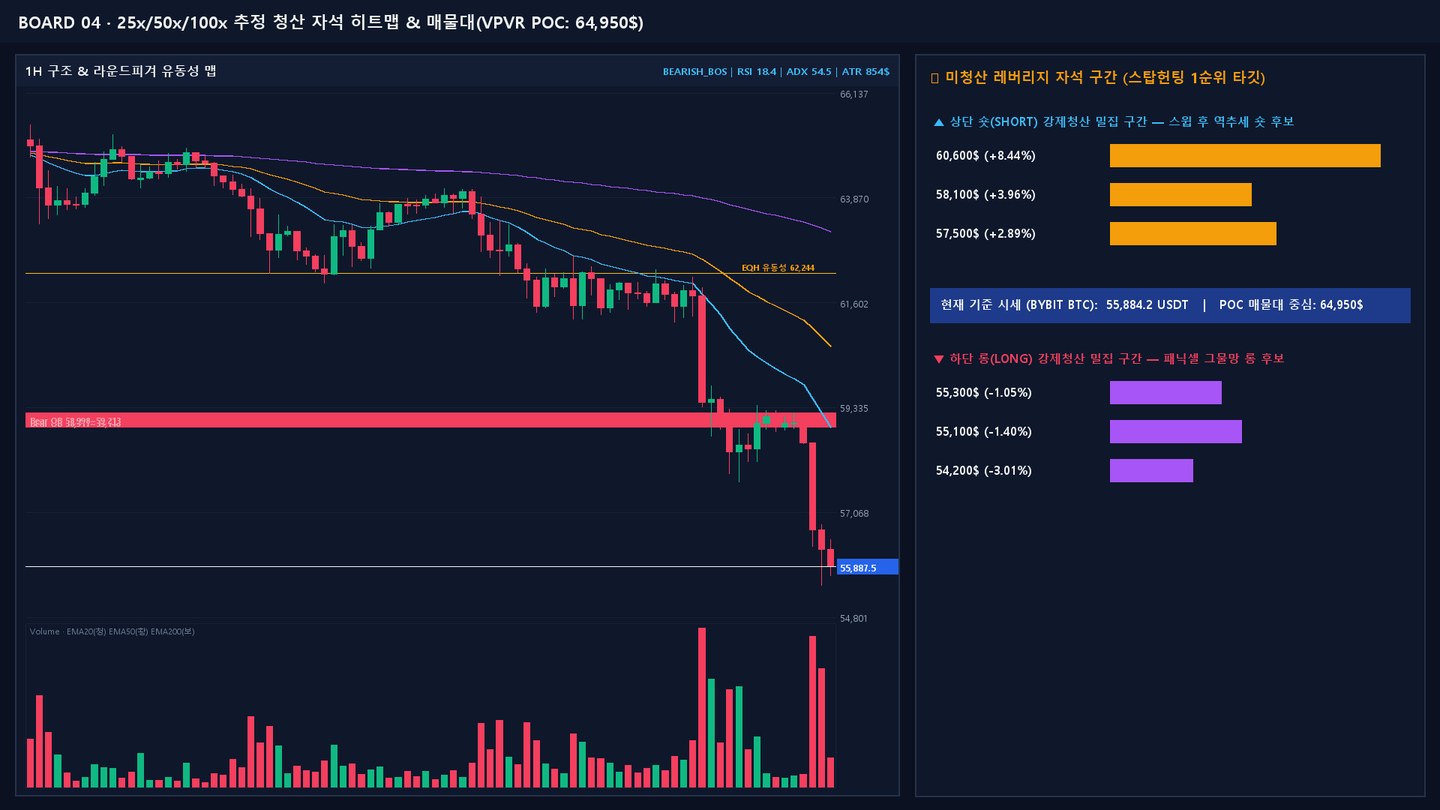 BOARD 04 · 25x/50x/100x 추정 청산 자석 히트맵 & 매물대(VPVR POC: 64,950$)
1H 구조 & 라운드피겨 유동성 맵
BEARISH_BOS | RSI 18.4 | ADX 54.5 | ATR 854$
66,137
63,870
EQH 유동성 62,244
61,602
59,335
Bear OB
57,068
55,887.5
54,801
Volume · EMA20(청) EMA50(황) EMA200(보)
미청산 레버리지 자석 구간 (스탑헌팅 1순위 타깃)
▲ 상단 숏(SHORT) 강제청산 밀집 구간 — 스윕 후 역추세 숏 후보
60,600$ (+8.44%)
58,100$ (+3.96%)
57,500$ (+2.89%)
현재 기준 시세 (BYBIT BTC): 55,884.2 USDT | POC 매물대 중심: 64,950$
▼ 하단 롱(LONG) 강제청산 밀집 구간 — 패닉셀 그물망 롱 후보
55,300$ (-1.05%)
55,100$ (-1.40%)
54,200$ (-3.01%)